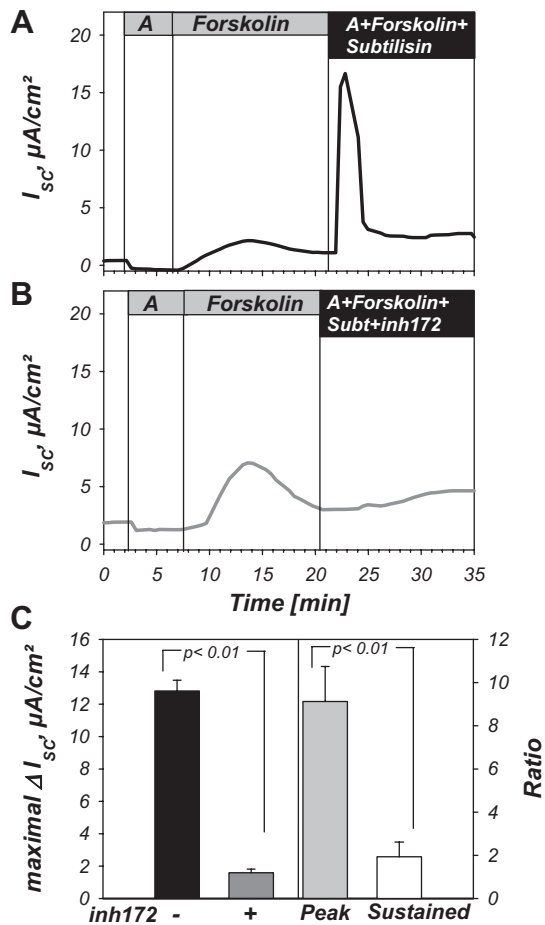 A
A
Forskolin
A+Forskolin+
Subtilisin
20
15
10
5
0
I_SC, µA/cm²
B
A
Forskolin
A+Forskolin+
Subt+inh172
20
15
10
5
0
I_SC, µA/cm²
0 5 10 15 20 25 30 35
Time [min]
C
16
14
12
10
8
6
4
2
0
maximal Δ I_SC, µA/cm²
p< 0.01
p< 0.01
12
10
8
6
4
2
0
Ratio
inh172 - + Peak Sustained